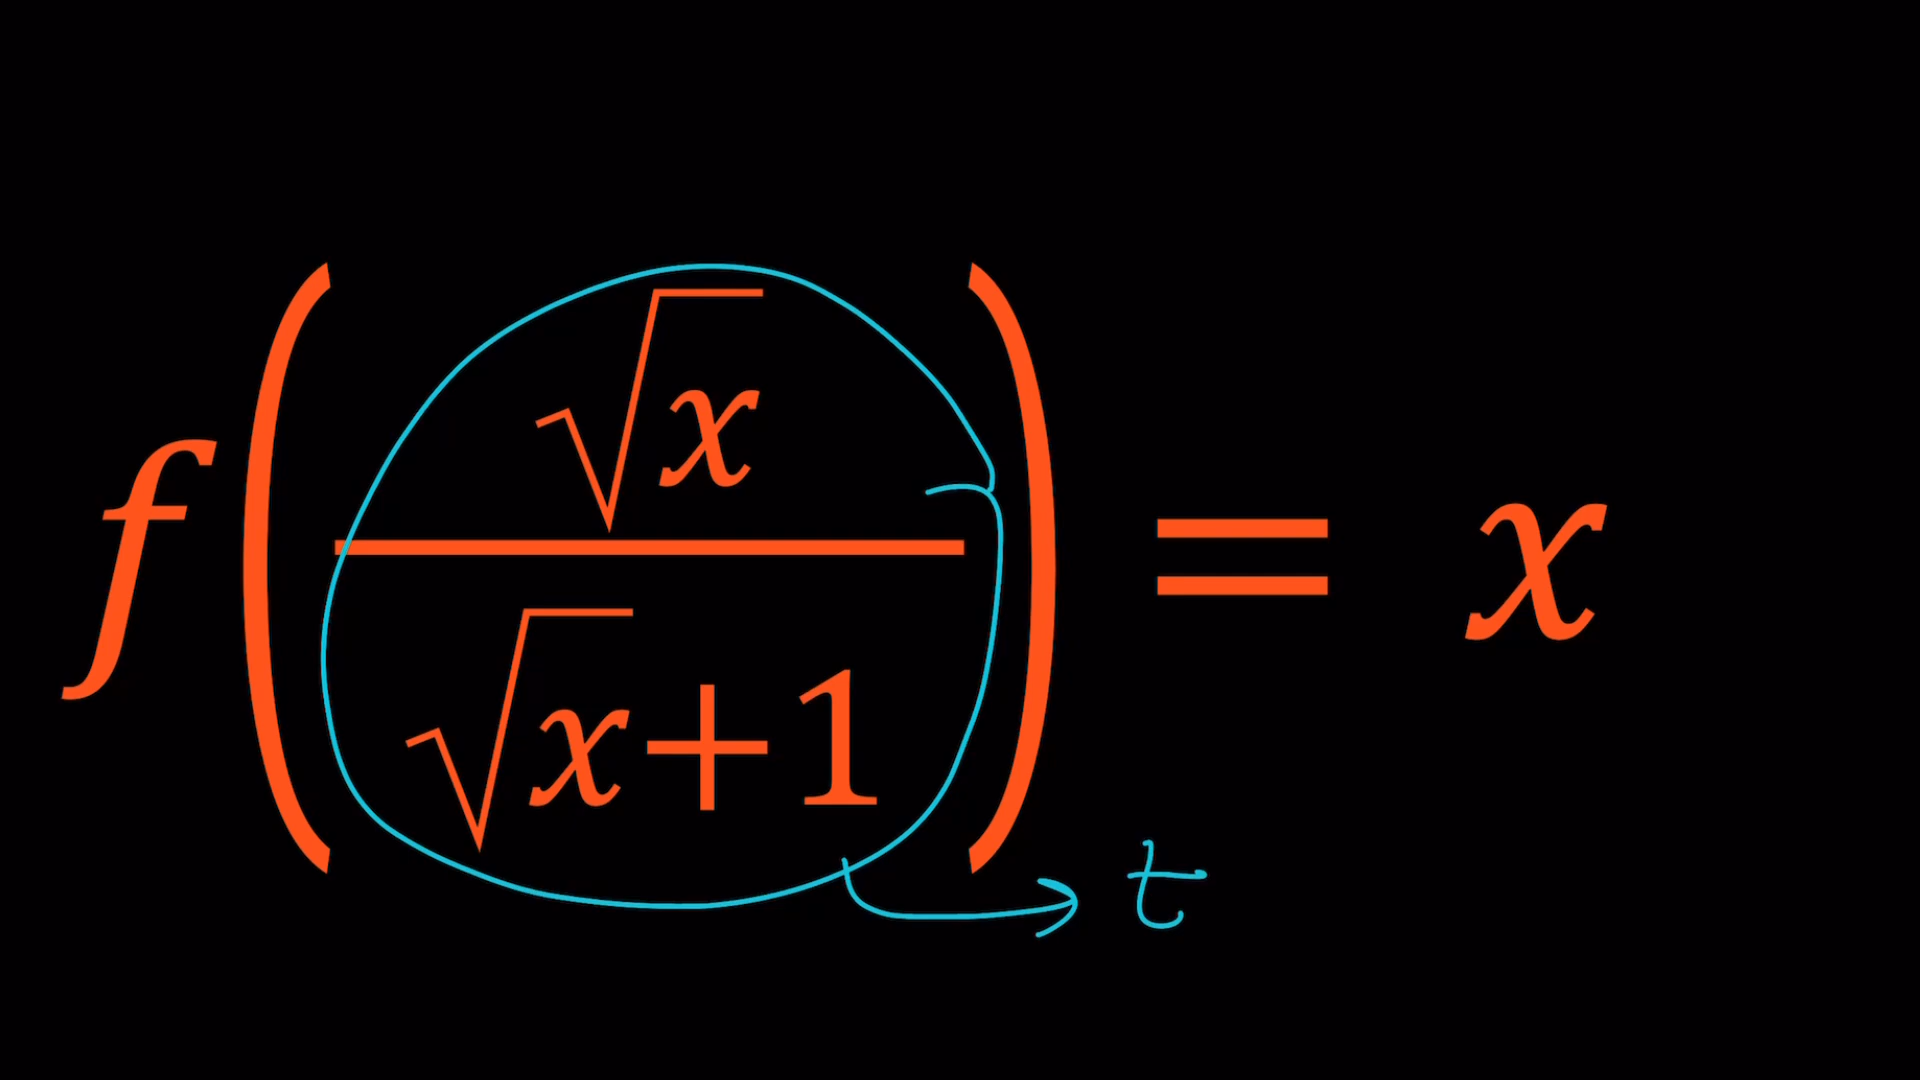 f(√x / √x+1) = x
t